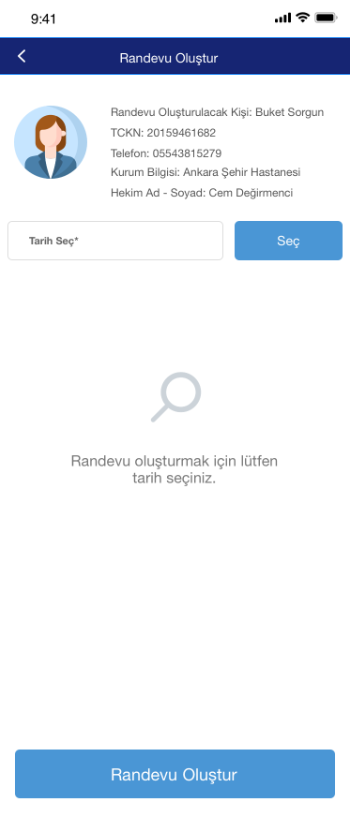 9:41
Randevu Oluştur
Randevu Oluşturulacak Kişi: Buket Sorgun
TCKN: 20159461682
Telefon: 05543815279
Kurum Bilgisi: Ankara Şehir Hastanesi
Hekim Ad - Soyad: Cem Değirmenci
Tarih Seç*
Seç
Randevu oluşturmak için lütfen
tarih seçiniz.
Randevu Oluştur